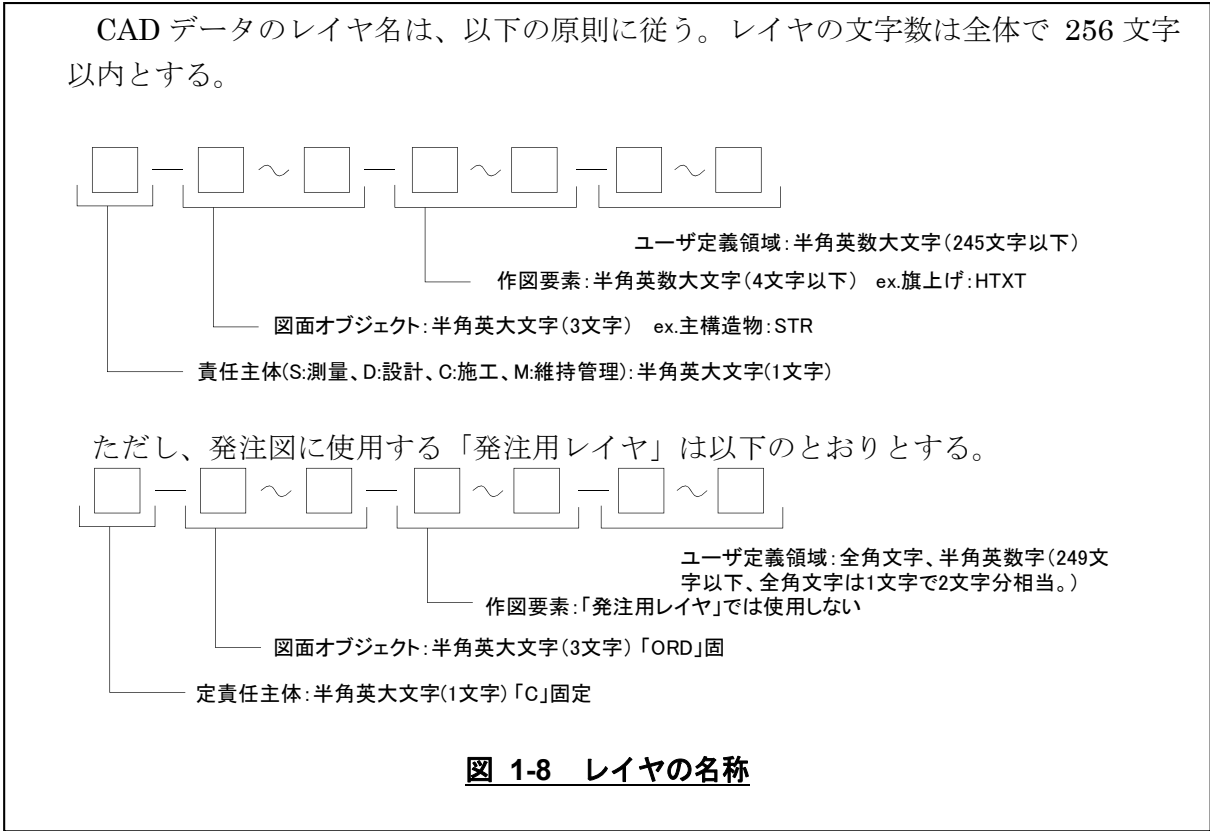 CAD データのレイヤ名は、以下の原則に従う。レイヤの文字数は全体で 256 文字
以内とする。
□―□～□―□～□―□～□
ユーザ定義領域：半角英数大文字（245文字以下）
作図要素：半角英数大文字（4文字以下） ex.旗上げ：HTXT
図面オブジェクト：半角英大文字（3文字） ex.主構造物：STR
責任主体(S:測量、D:設計、C:施工、M:維持管理)：半角英大文字(1文字)
ただし、発注図に使用する「発注用レイヤ」は以下のとおりとする。
□―□～□―□～□―□～□
ユーザ定義領域：全角文字、半角英数字（249文
字以下、全角文字は1文字で2文字分相当。）
作図要素：「発注用レイヤ」では使用しない
図面オブジェクト：半角英大文字（3文字）「ORD」固
定責任主体：半角英大文字(1文字)「C」固定
図 1-8 レイヤの名称